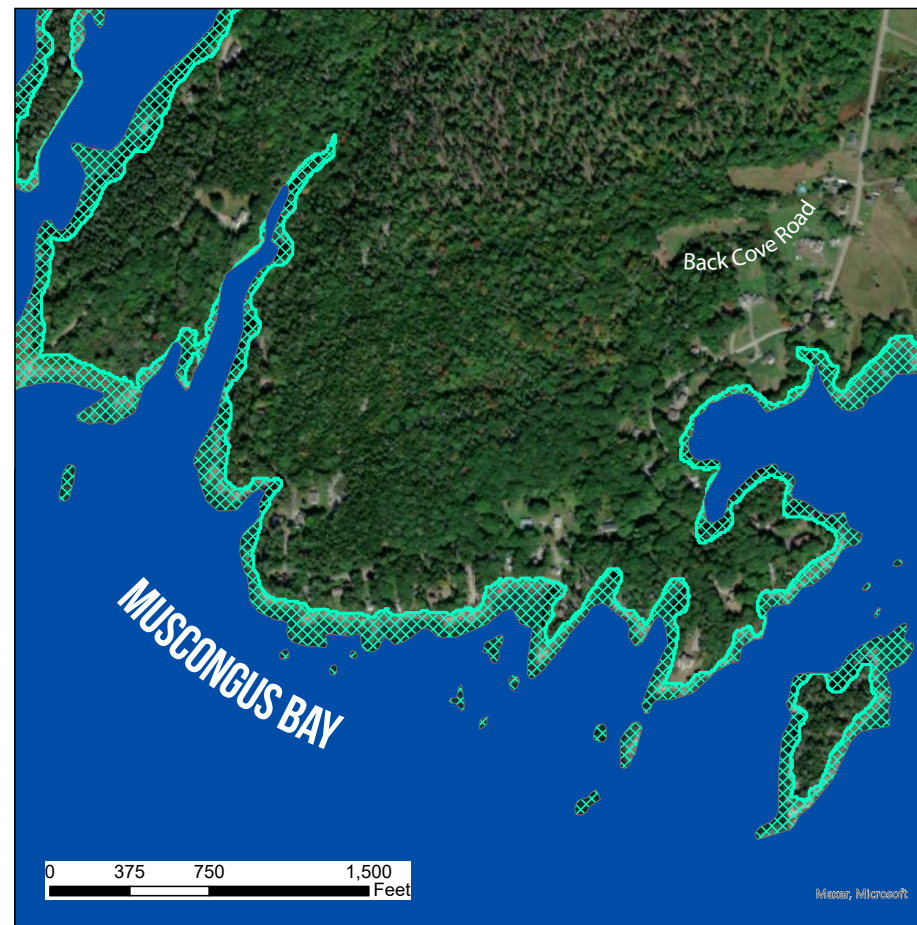 Back Cove Road
MUSCONGUS BAY
0 375 750 1,500
Feet
Maxar, Microsoft